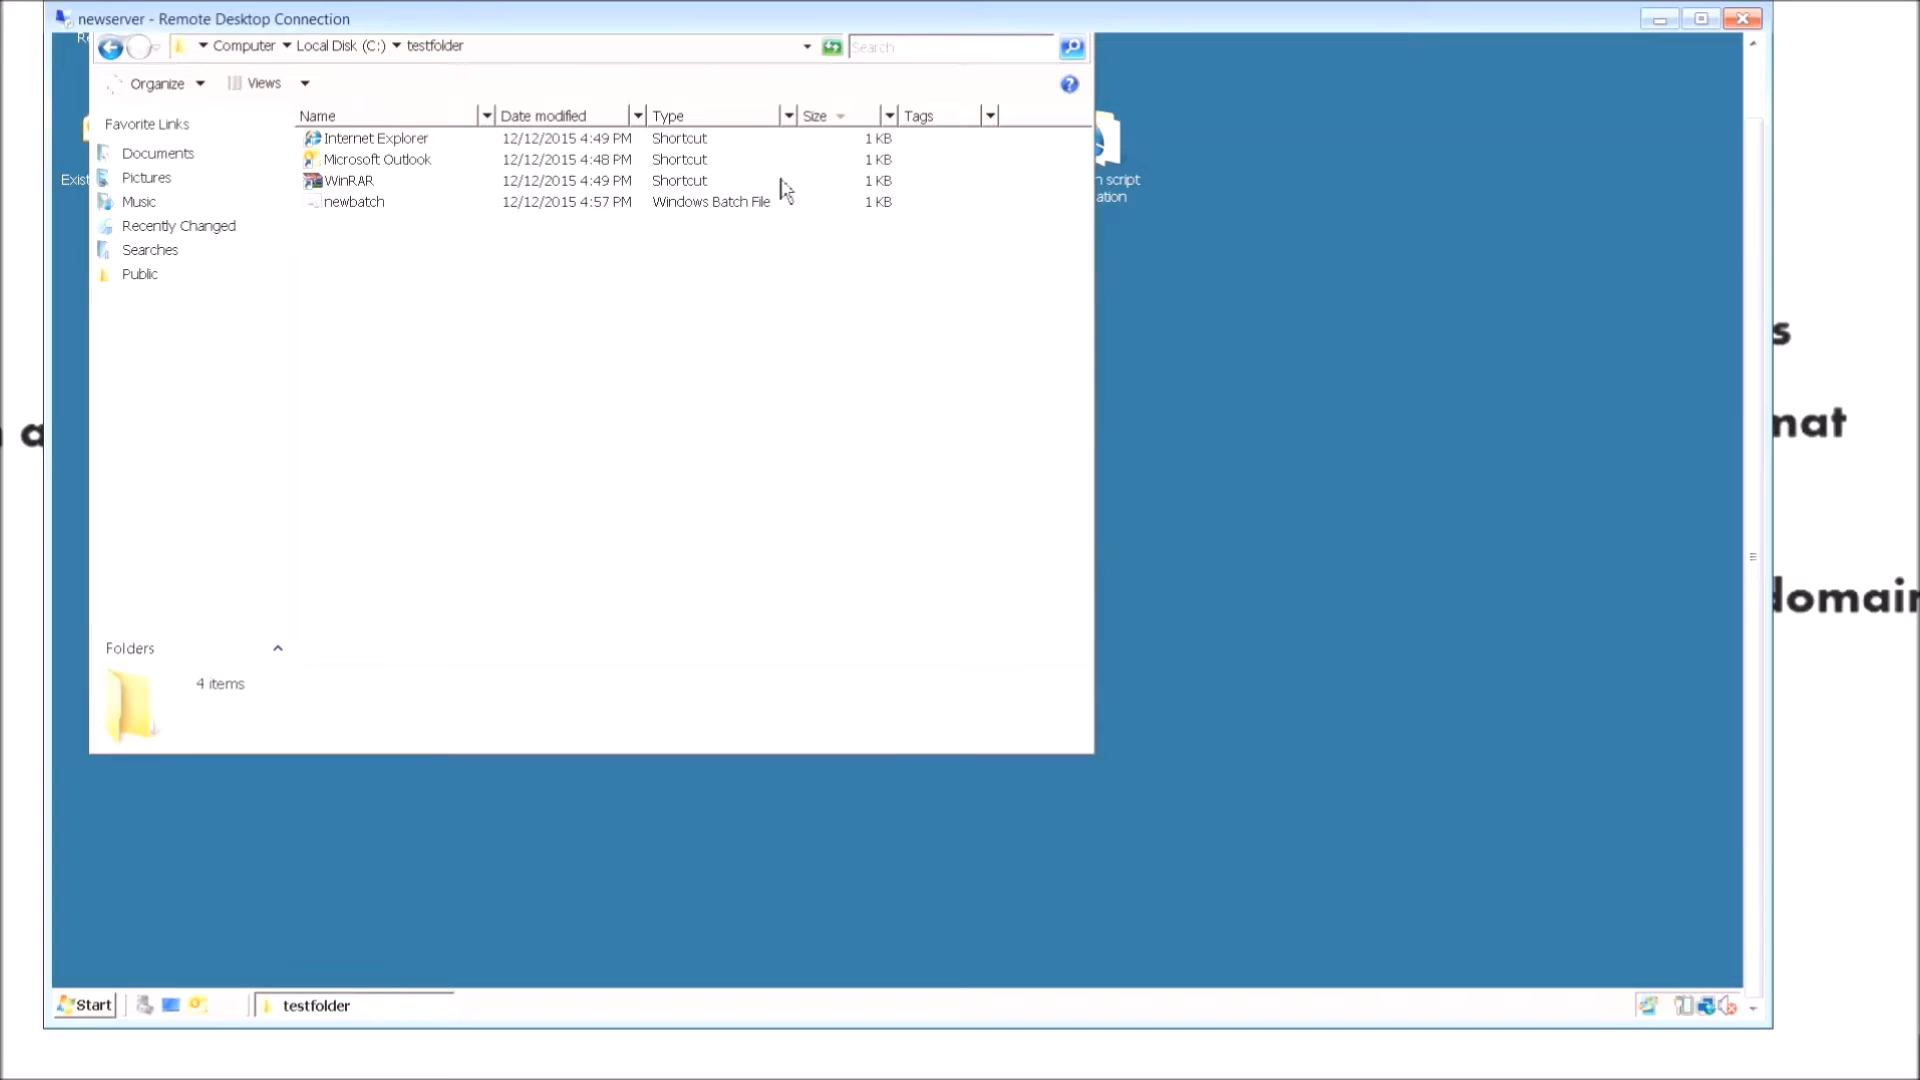 newserver - Remote Desktop Connection
Computer Local Disk (C:) testfolder
Search
Organize Views
Name Date modified Type Size Tags
Favorite Links
Documents
Pictures
Music
Recently Changed
Searches
Public
Internet Explorer 12/12/2015 4:49 PM Shortcut 1 KB
Microsoft Outlook 12/12/2015 4:48 PM Shortcut 1 KB
WinRAR 12/12/2015 4:49 PM Shortcut 1 KB
newbatch 12/12/2015 4:57 PM Windows Batch File 1 KB
Exist
n script
ation
s
a
mat
domain
Folders
4 items
Start
testfolder